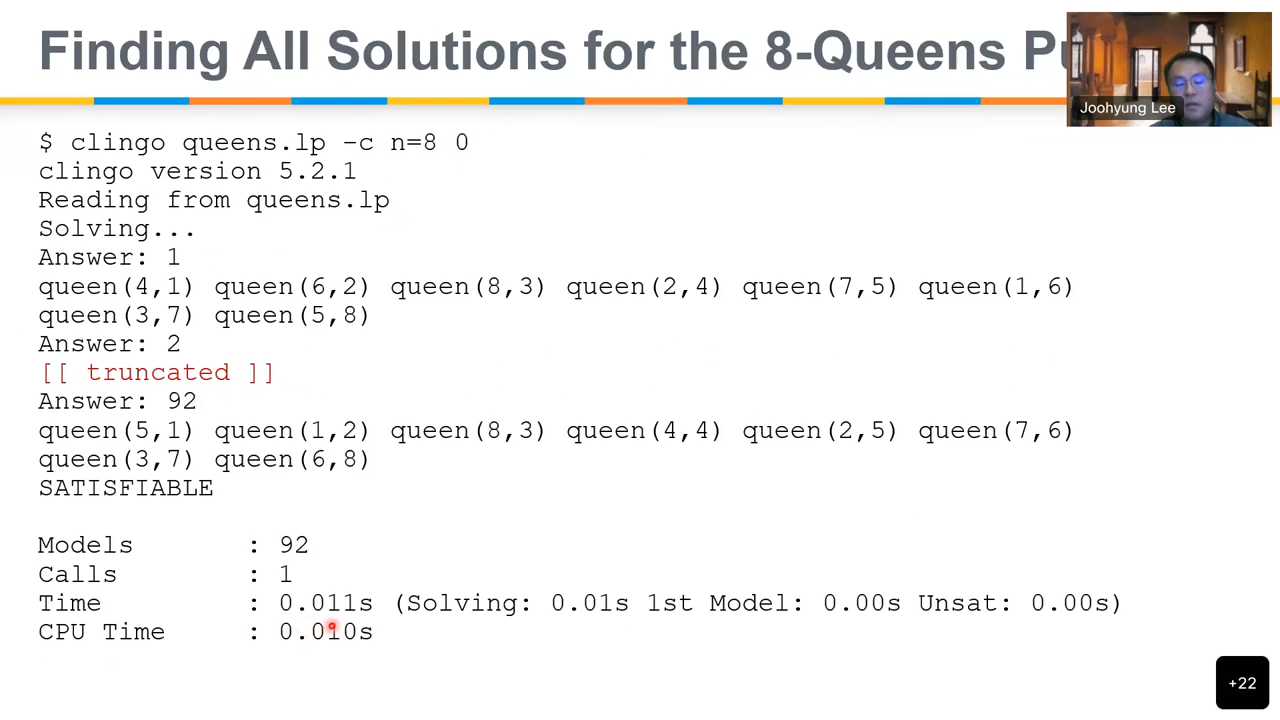 Finding All Solutions for the 8-Queens Pu
Joohyung Lee
$ clingo queens.lp -c n=8 0
clingo version 5.2.1
Reading from queens.lp
Solving...
Answer: 1
queen(4,1) queen(6,2) queen(8,3) queen(2,4) queen(7,5) queen(1,6)
queen(3,7) queen(5,8)
Answer: 2
[[ truncated ]]
Answer: 92
queen(5,1) queen(1,2) queen(8,3) queen(4,4) queen(2,5) queen(7,6)
queen(3,7) queen(6,8)
SATISFIABLE
Models : 92
Calls : 1
Time : 0.011s (Solving: 0.01s 1st Model: 0.00s Unsat: 0.00s)
CPU Time : 0.010s
+22